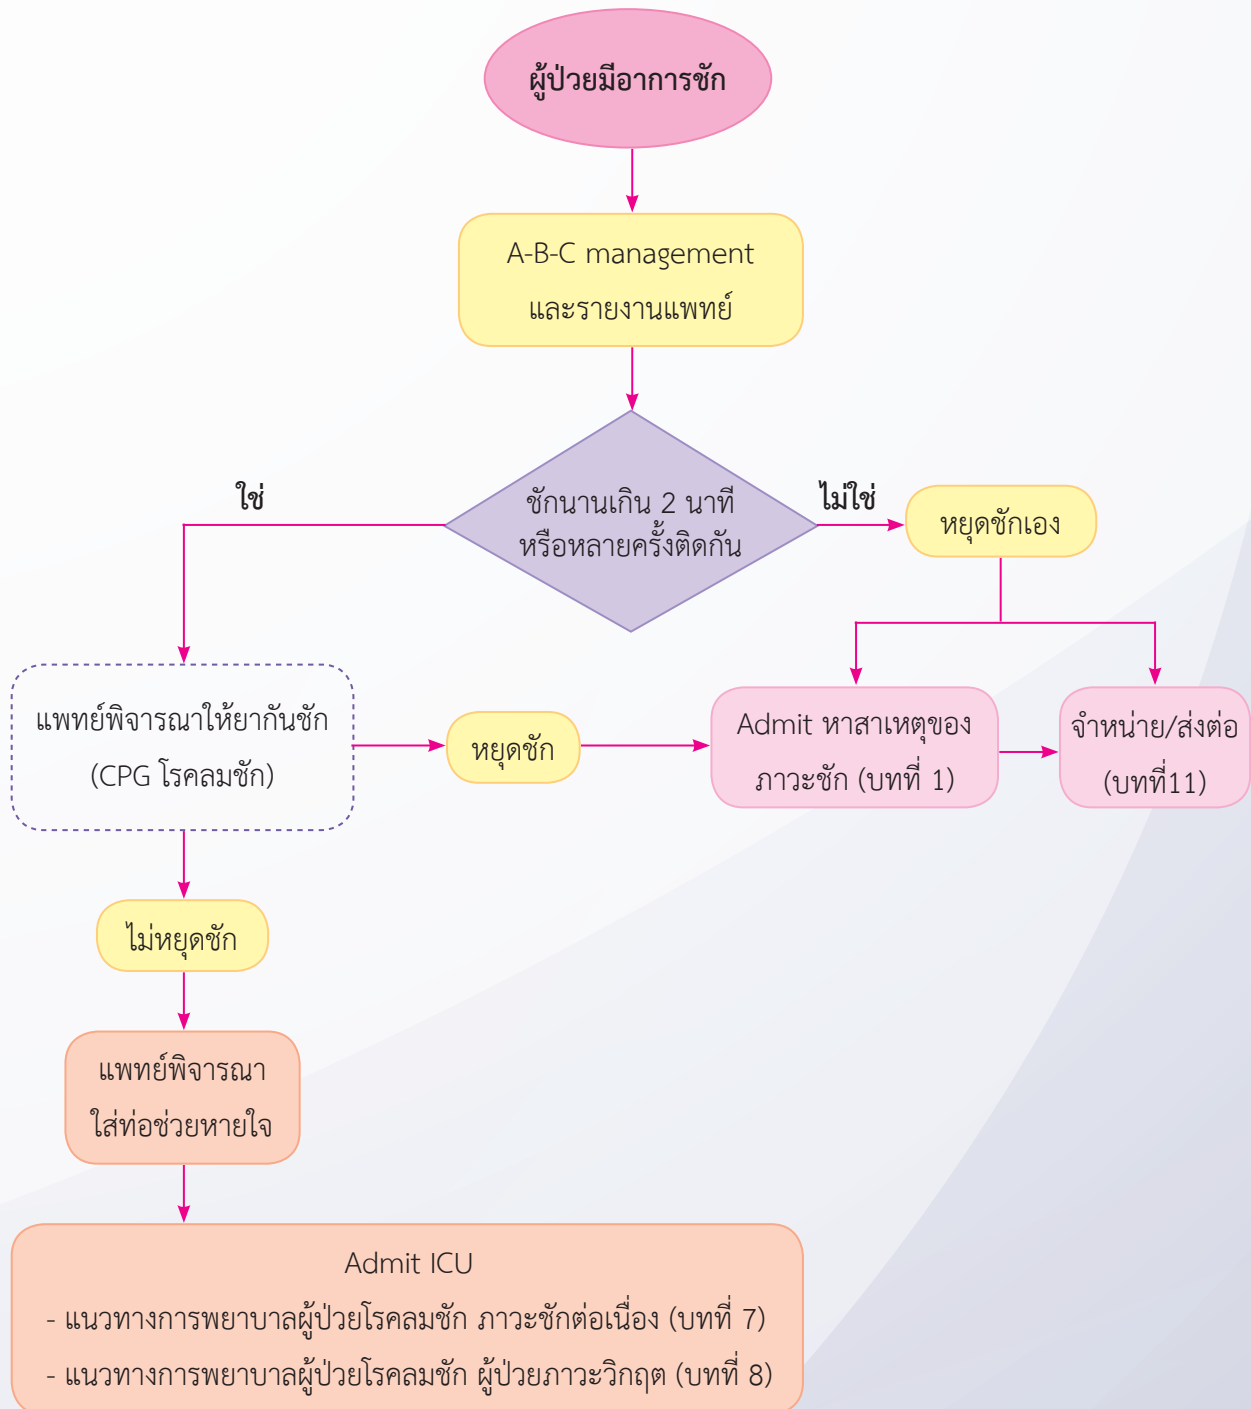 ผู้ป่วยมีอาการชัก
A-B-C management
และรายงานแพทย์
ใช่
ชักนานเกิน 2 นาที
หรือหลายครั้งติดกัน
ไม่ใช่
หยุดชักเอง
แพทย์พิจารณาให้ยากันชัก
(CPG โรคลมชัก)
หยุดชัก
Admit หาสาเหตุของ
ภาวะชัก (บทที่ 1)
จำหน่าย/ส่งต่อ
(บทที่11)
ไม่หยุดชัก
แพทย์พิจารณา
ใส่ท่อช่วยหายใจ
Admit ICU
- แนวทางการพยาบาลผู้ป่วยโรคลมชัก ภาวะชักต่อเนื่อง (บทที่ 7)
- แนวทางการพยาบาลผู้ป่วยโรคลมชัก ผู้ป่วยภาวะวิกฤต (บทที่ 8)